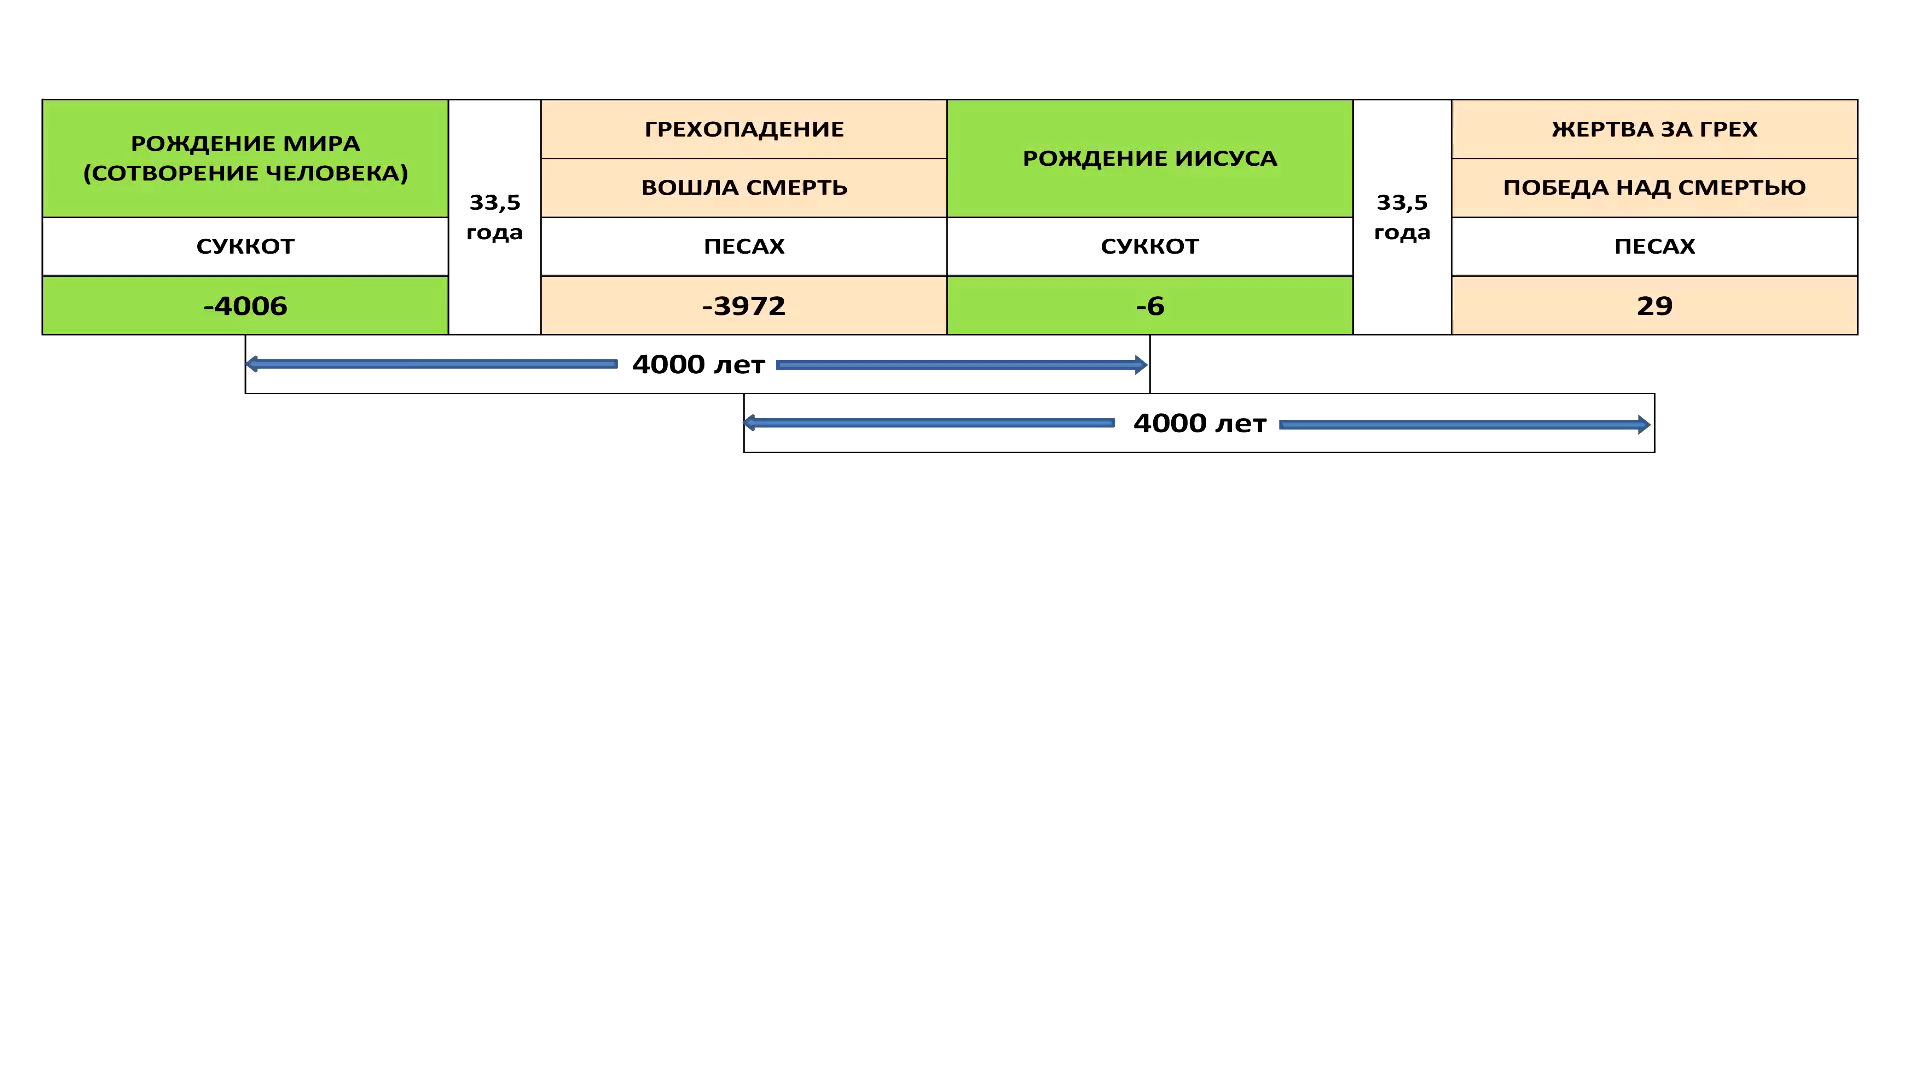 РОЖДЕНИЕ МИРА
(СОТВОРЕНИЕ ЧЕЛОВЕКА)
СУККОТ
-4006
33,5
года
ГРЕХОПАДЕНИЕ
ВОШЛА СМЕРТЬ
ПЕСАХ
-3972
РОЖДЕНИЕ ИИСУСА
СУККОТ
-6
33,5
года
ЖЕРТВА ЗА ГРЕХ
ПОБЕДА НАД СМЕРТЬЮ
ПЕСАХ
29
4000 лет
4000 лет